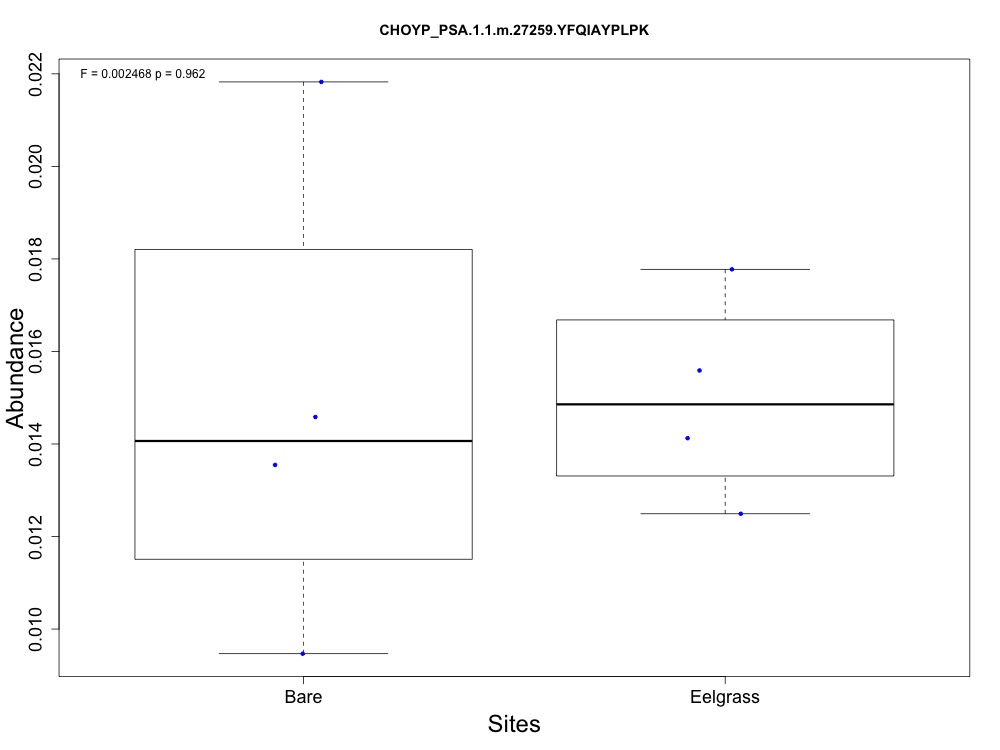 CHOYP_PSA.1.1.m.27259.YFQIAYPLPK
F = 0.002468 p = 0.962
0.022
0.020
0.018
0.016
0.014
0.012
0.010
Abundance
Bare
Eelgrass
Sites